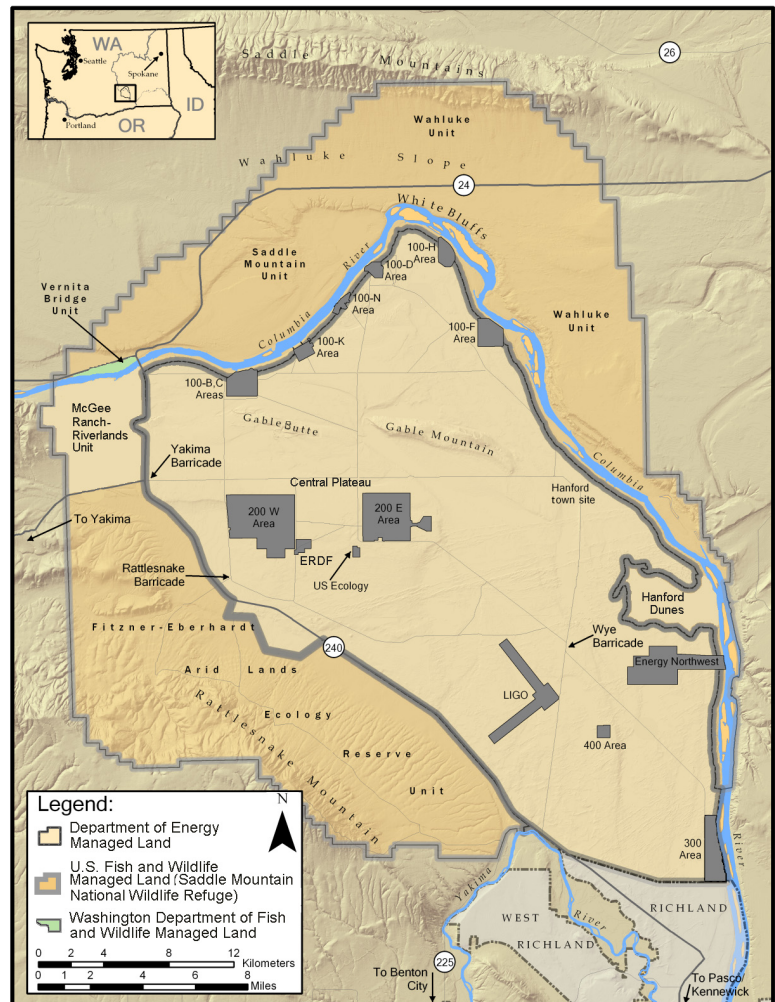 WA
Seattle
Spokane
ID
Portland
OR
26
Saddle Mountains
Wahluke
Unit
Wahluke Slope
24
White Bluffs
Saddle
Mountain
Unit
River
100-H
Area
100-D
Area
Vernita
Bridge
Unit
100-N
Area
Columbia
Wahluke
Unit
100-F
Area
100-K
Area
100-B,C
Areas
McGee
Ranch-
Riverlands
Unit
Gable Butte
Gable Mountain
Yakima
Barricade
Columbia
Central Plateau
Hanford
town site
200 W
Area
200 E
Area
To Yakima
ERDF
US Ecology
Rattlesnake
Barricade
Hanford
Dunes
Fitzner-Eberhardt
Wye
Barricade
240
Energy Northwest
Arid Lands
LIGO
Ecology
400 Area
Reserve
Rattlesnake Mountain
Unit
300
Area
River
Legend:
N
Department of Energy
Managed Land
U.S. Fish and Wildlife
Managed Land (Saddle Mountain
National Wildlife Refuge)
Washington Department of Fish
and Wildlife Managed Land
0 2 4 8 12
Kilometers
0 1 2 4 6 8
Miles
Yakima
River
WEST
RICHLAND
RICHLAND
225
To Benton
City
To Pasco
Kennewick